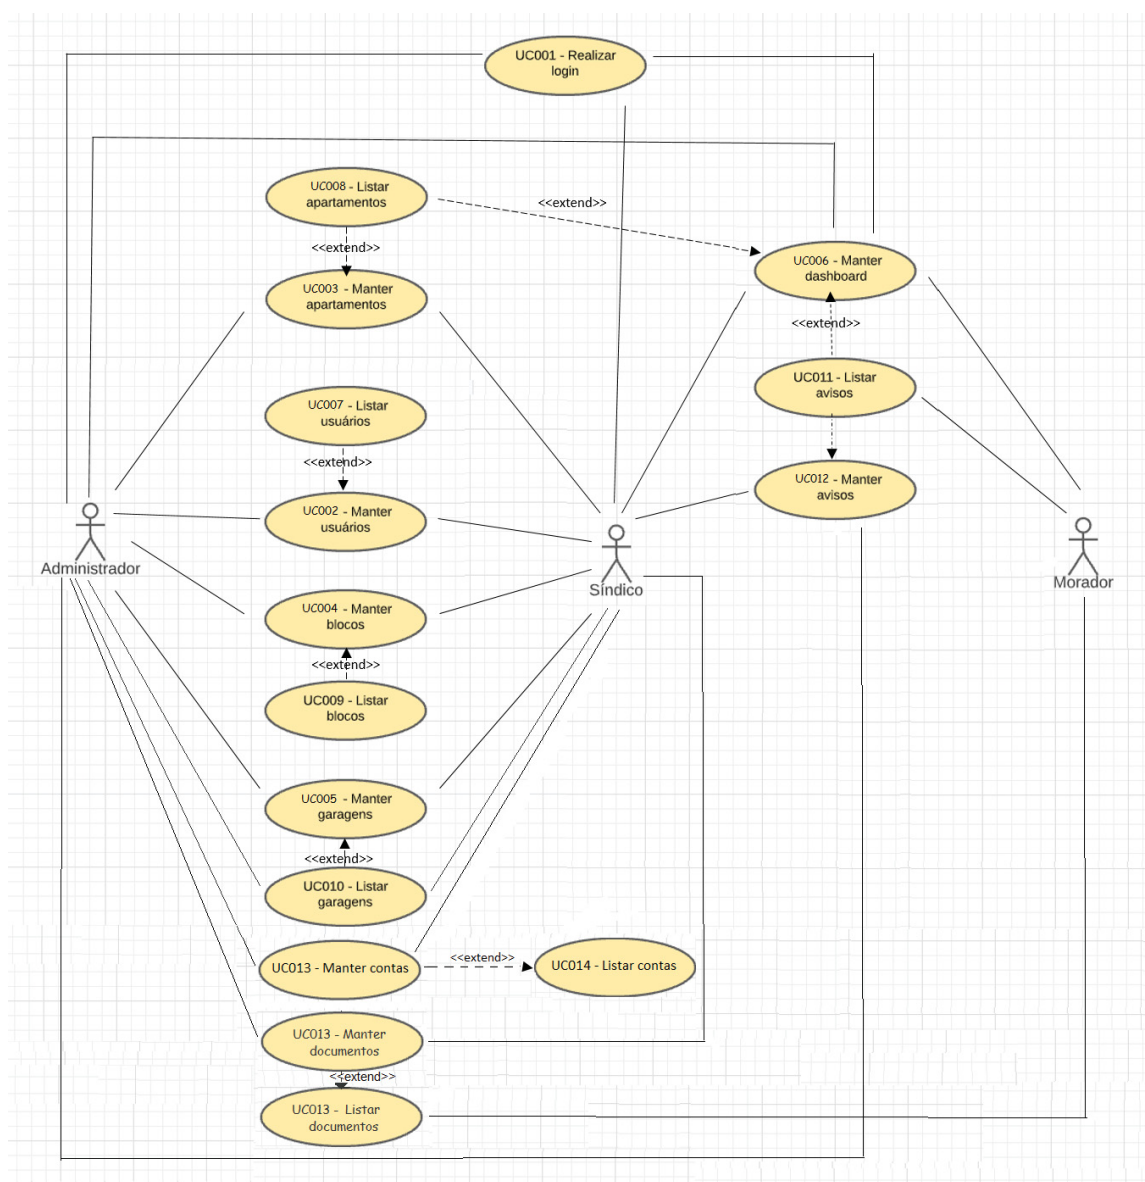 UC001 - Realizar
login
UC008 - Listar
apartamentos
<<extend>>
<<extend>>
UC003 - Manter
apartamentos
UC006 - Manter
dashboard
<<extend>>
UC007 - Listar
usuários
<<extend>>
UC011 - Listar
avisos
UC002 - Manter
usuários
UC012 - Manter
avisos
Administrador
Síndico
Morador
UC004 - Manter
blocos
<<extend>>
UC009 - Listar
blocos
UC005 - Manter
garagens
<<extend>>
UC010 - Listar
garagens
UC013 - Manter contas
<<extend>>
UC014 - Listar contas
UC013 - Manter
documentos
<<extend>>
UC013 - Listar
documentos